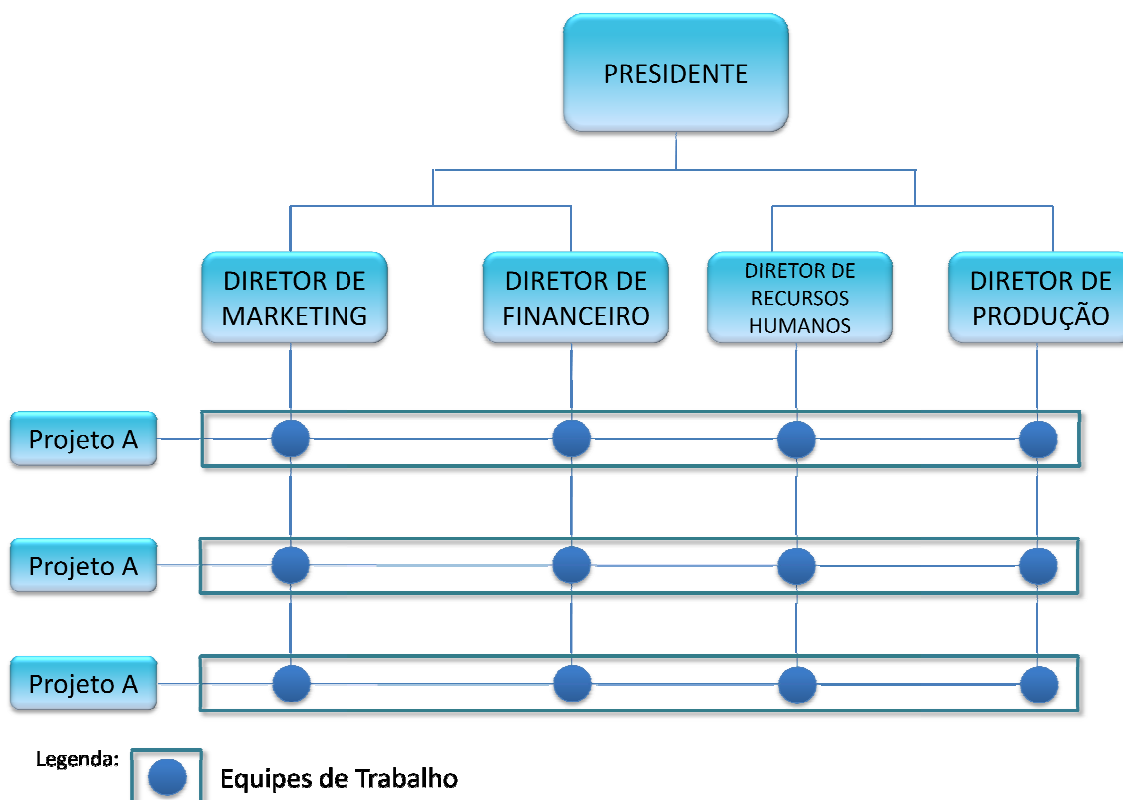 PRESIDENTE
DIRETOR DE
MARKETING
DIRETOR DE
FINANCEIRO
DIRETOR DE
RECURSOS
HUMANOS
DIRETOR DE
PRODUÇÃO
Projeto A
Projeto A
Projeto A
Legenda:
Equipes de Trabalho